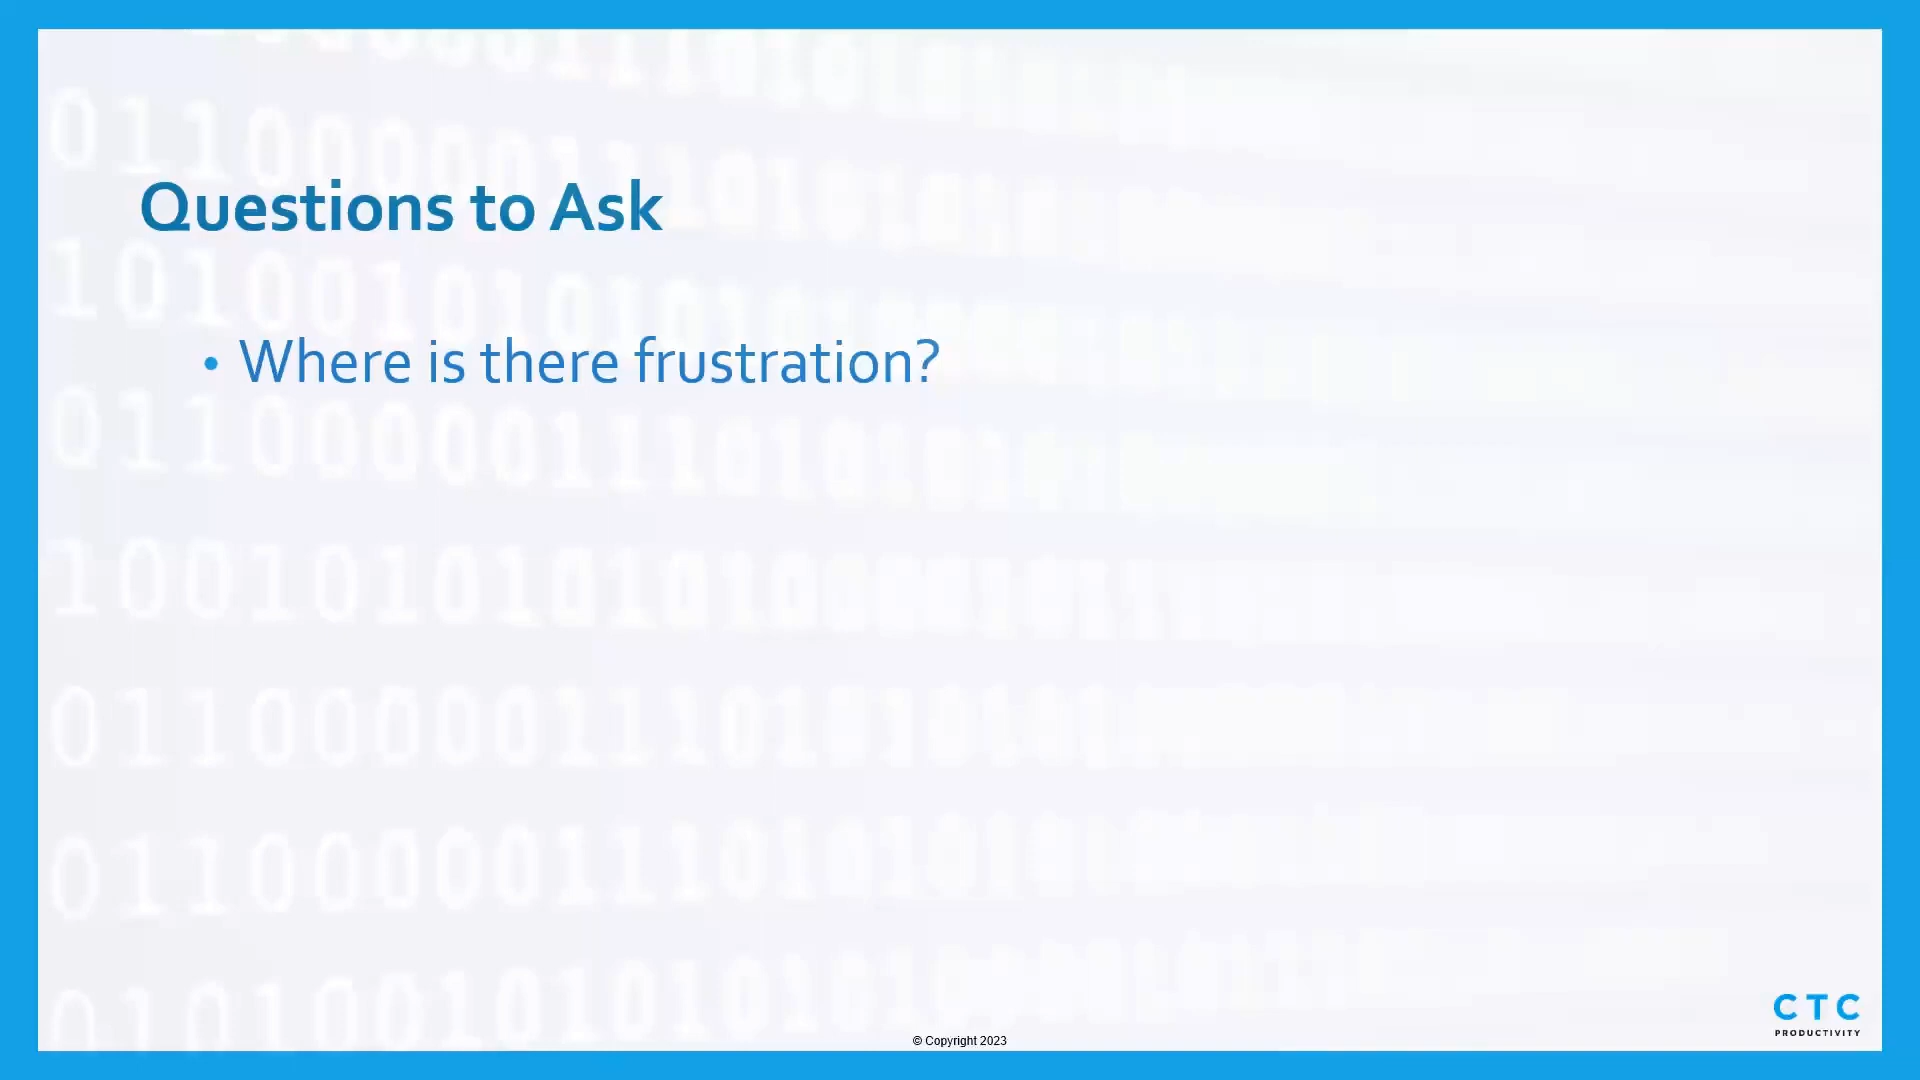 Questions to Ask
• Where is there frustration?
CTC
PRODUCTIVITY
© Copyright 2023